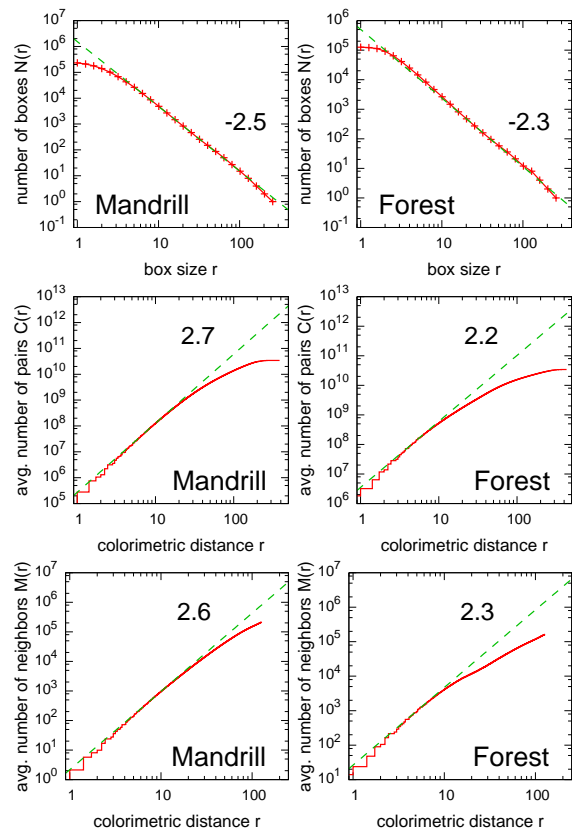 number of boxes N(r)
10^7
10^6
10^5
10^4
10^3
10^2
10^1
10^0
10^-1
-2.5
Mandrill
1 10 100
box size r
number of boxes N(r)
10^6
10^5
10^4
10^3
10^2
10^1
10^0
10^-1
-2.3
Forest
1 10 100
box size r
avg. number of pairs C(r)
10^13
10^12
10^11
10^10
10^9
10^8
10^7
10^6
10^5
2.7
Mandrill
1 10 100
colorimetric distance r
avg. number of pairs C(r)
10^13
10^12
10^11
10^10
10^9
10^8
10^7
10^6
2.2
Forest
1 10 100
colorimetric distance r
avg. number of neighbors M(r)
10^7
10^6
10^5
10^4
10^3
10^2
10^1
10^0
2.6
Mandrill
1 10 100
colorimetric distance r
avg. number of neighbors M(r)
10^7
10^6
10^5
10^4
10^3
10^2
10^1
2.3
Forest
1 10 100
colorimetric distance r